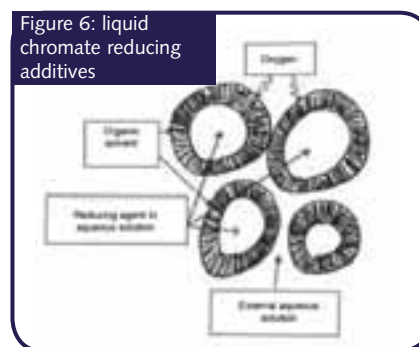 Figure 6: liquid
chromate reducing
additives
Oxygen
Organic
solvent
Reducing agent in
aqueous solution
External aqueous
solution